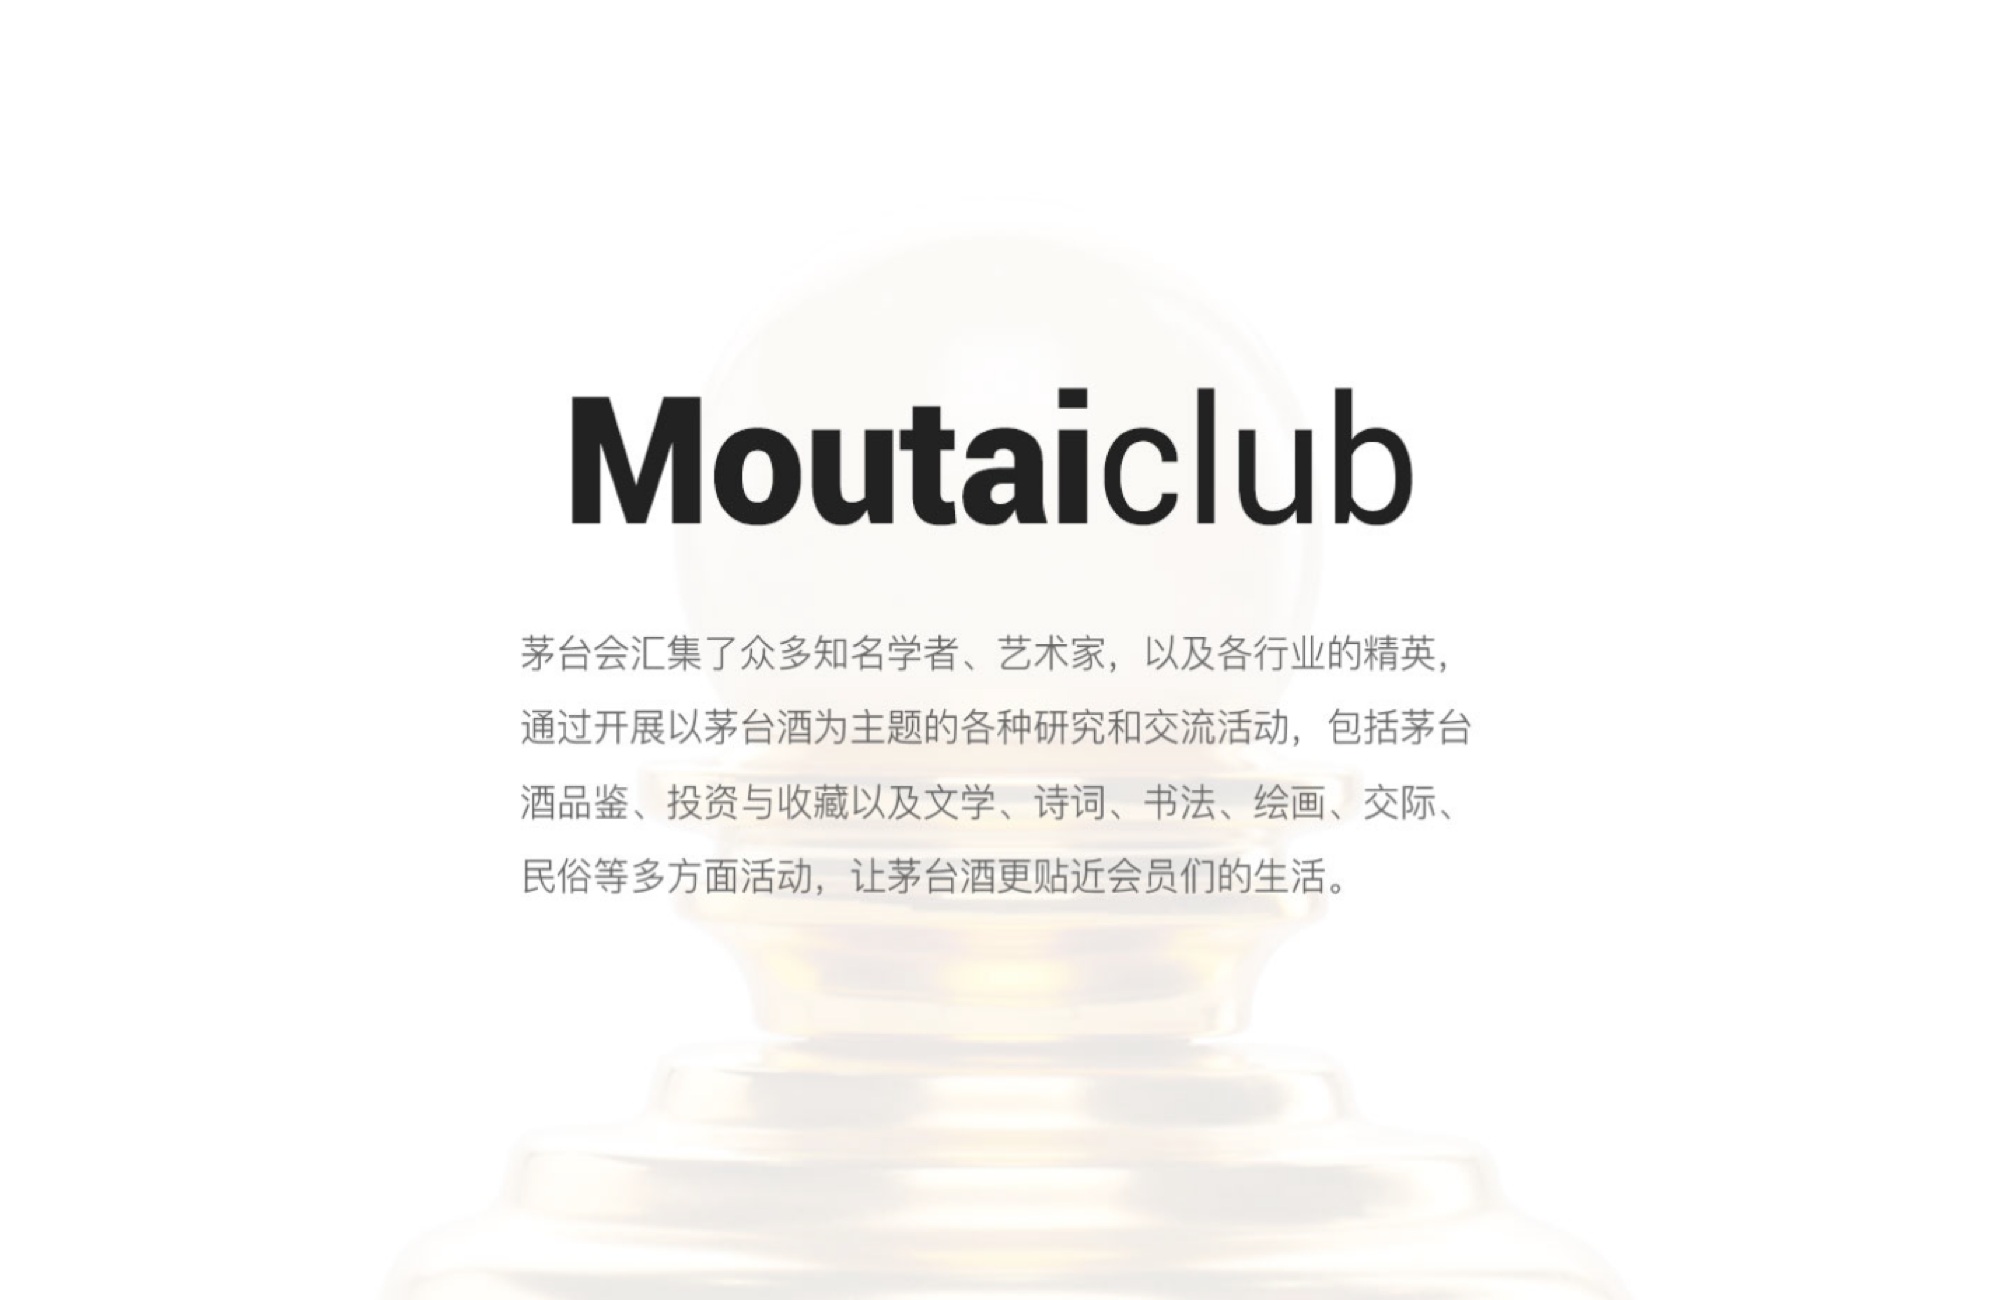 Moutaiclub
茅台会汇集了众多知名学者、艺术家，以及各行业的精英，
通过开展以茅台酒为主题的各种研究和交流活动，包括茅台
酒品鉴、投资与收藏以及文学、诗词、书法、绘画、交际、
民俗等多方面活动，让茅台酒更贴近会员们的生活。